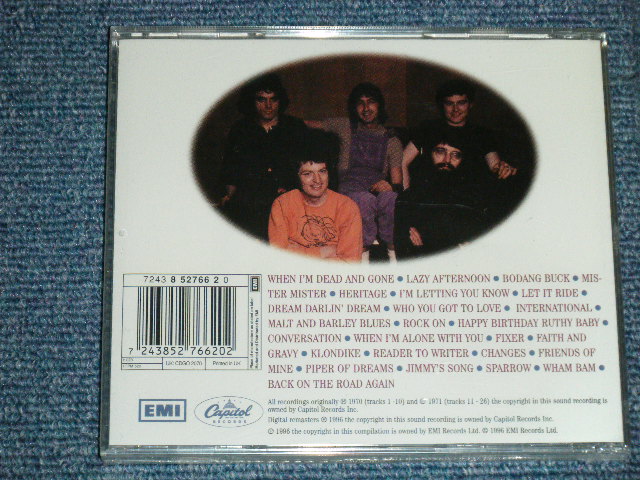 7243 8 52766 2 0
7 243852 766202
UK: CDGO 2070
Printed in UK
EMI
WHEN I'M DEAD AND GONE • LAZY AFTERNOON • BODANG BUCK • MIS-
TER MISTER • HERITAGE • I'M LETTING YOU KNOW • LET IT RIDE •
DREAM DARLIN' DREAM • WHO YOU GOT TO LOVE • INTERNATIONAL •
MALT AND BARLEY BLUES • ROCK ON • HAPPY BIRTHDAY RUTHY BABY •
CONVERSATION • WHEN I'M ALONE WITH YOU • FIXER • FAITH AND
GRAVY • KLONDIKE • READER TO WRITER • CHANGES • FRIENDS OF
MINE • PIPER OF DREAMS • JIMMY'S SONG • SPARROW • WHAM BAM •
BACK ON THE ROAD AGAIN
EMI
Capitol
RECORDS
All recordings originally ℗ 1970 (tracks 1 -10) and ℗ 1971 (tracks 11 - 26) the copyright in this sound recording is
owned by Capitol Records Inc.
Digital remasters ℗ 1996 the copyright in this sound recording is owned by Capitol Records Inc.
℗ 1996 the copyright in this compilation is owned by EMI Records Ltd. © 1996 EMI Records Ltd.